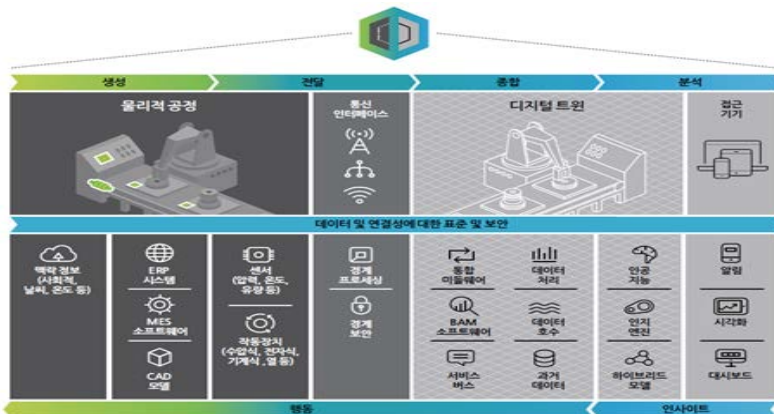 생성
전달
종합
분석
물리적 공정
통신
인터페이스
디지털 트윈
접근
기기
데이터 및 연결성에 대한 표준 및 보안
맥락 정보
(사회적,
날씨, 온도 등)
ERP
시스템
MES
소프트웨어
CAD
모델
센서
(압력, 온도,
유량 등)
작동장치
(수압식, 전자식,
기계식 ,열 등)
경계
프로세싱
경계
보안
통합
미들웨어
BAM
소프트웨어
서비스
버스
데이터
처리
데이터
호수
과거
데이터
인공
지능
인지
엔진
하이브리드
모델
알림
시각화
대시보드
행동
인사이트